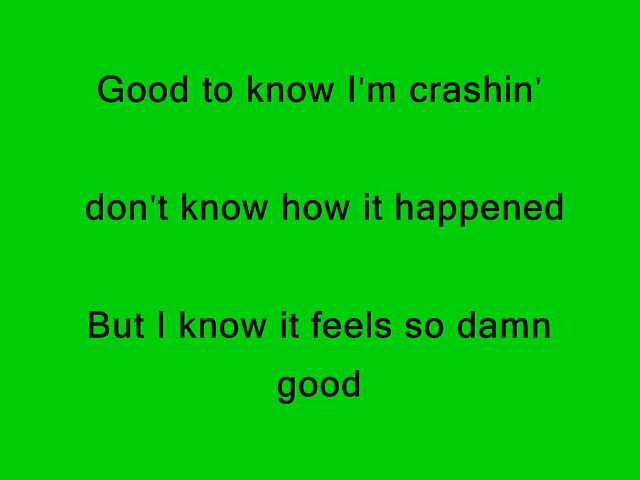 Good to know I'm crashin'
don't know how it happened
But I know it feels so damn
good